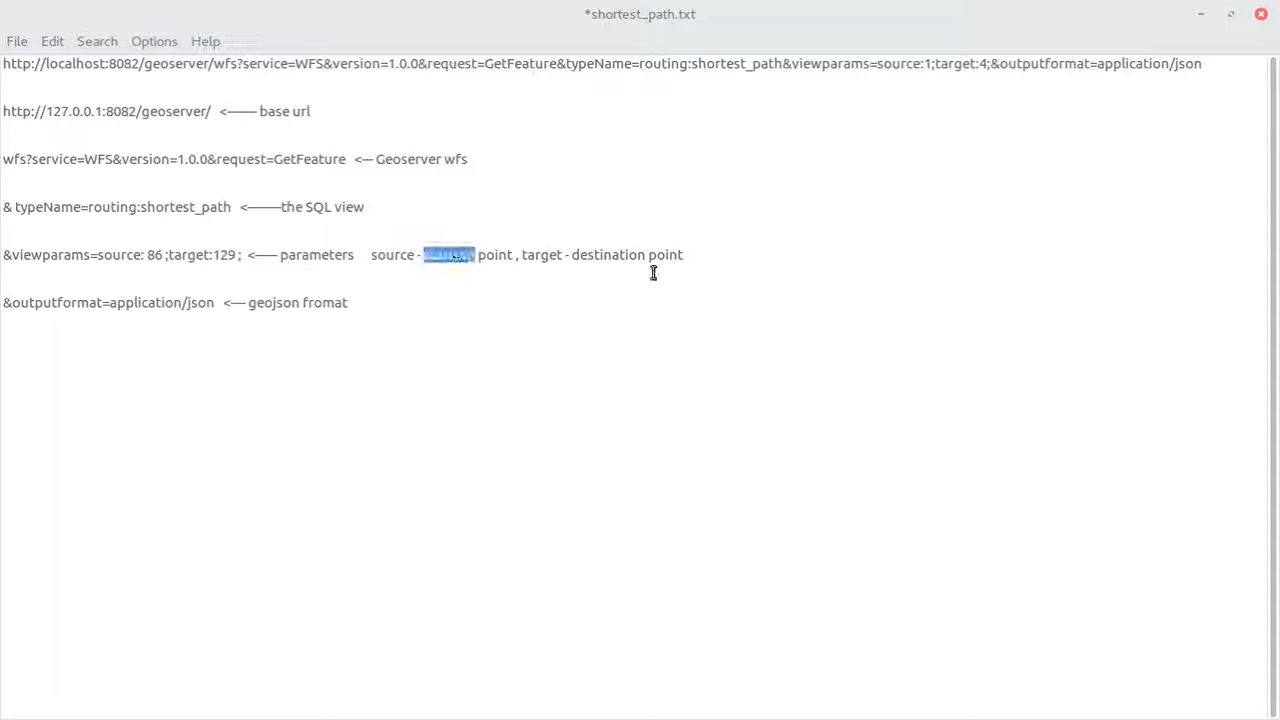 *shortest_path.txt
File Edit Search Options Help
http://localhost:8082/geoserver/wfs?service=WFS&version=1.0.0&request=GetFeature&typeName=routing:shortest_path&viewparams=source:1;target:4;&outputformat=application/json
http://127.0.0.1:8082/geoserver/ <------- base url
wfs?service=WFS&version=1.0.0&request=GetFeature <--- Geoserver wfs
& typeName=routing:shortest_path <-------the SQL view
&viewparams=source: 86 ;target:129 ; <----- parameters source - point , target - destination point
&outputformat=application/json <---- geojson fromat